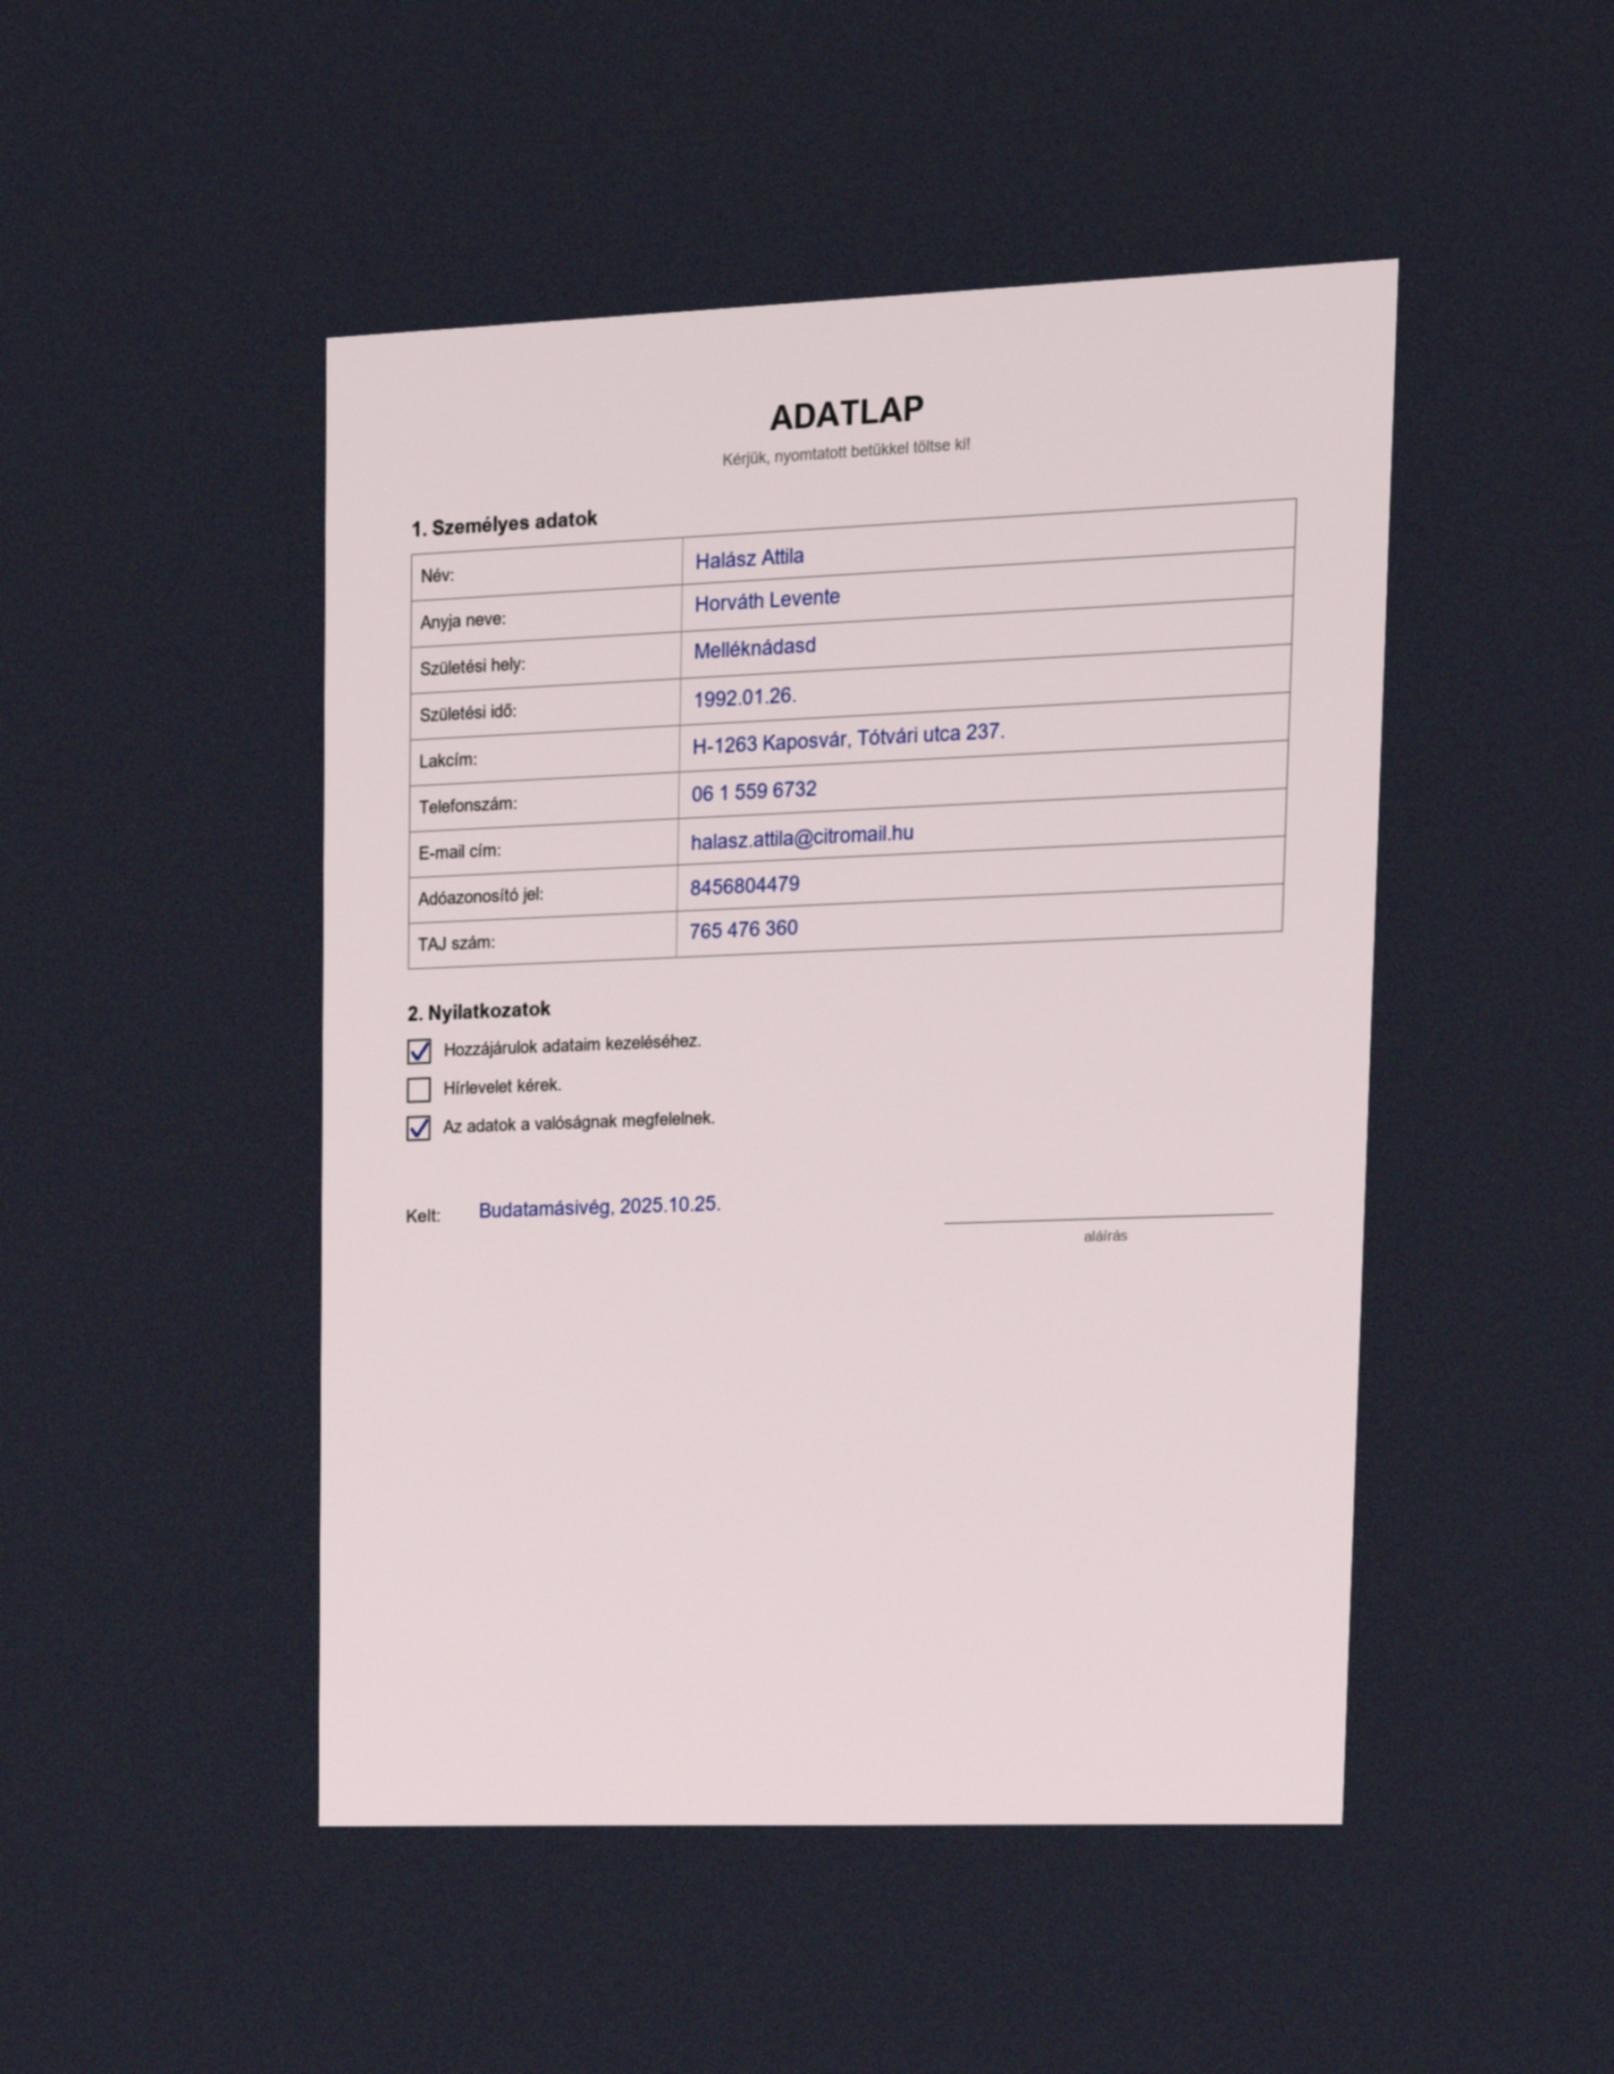 ADATLAP
Kérjük, nyomtatott betűkkel töltse ki!
1. Személyes adatok
Név: Halász Attila
Anyja neve: Horváth Levente
Születési hely: Melléknádasd
Születési idő: 1992.01.26.
Lakcím: H-1263 Kaposvár, Tótvári utca 237.
Telefonszám: 06 1 559 6732
E-mail cím: halasz.attila@citromail.hu
Adóazonosító jel: 8456804479
TAJ szám: 765 476 360
2. Nyilatkozatok
Hozzájárulok adataim kezeléséhez.
Hírlevelet kérek.
Az adatok a valóságnak megfelelnek.
Kelt: Budatamásivég, 2025.10.25.
aláírás